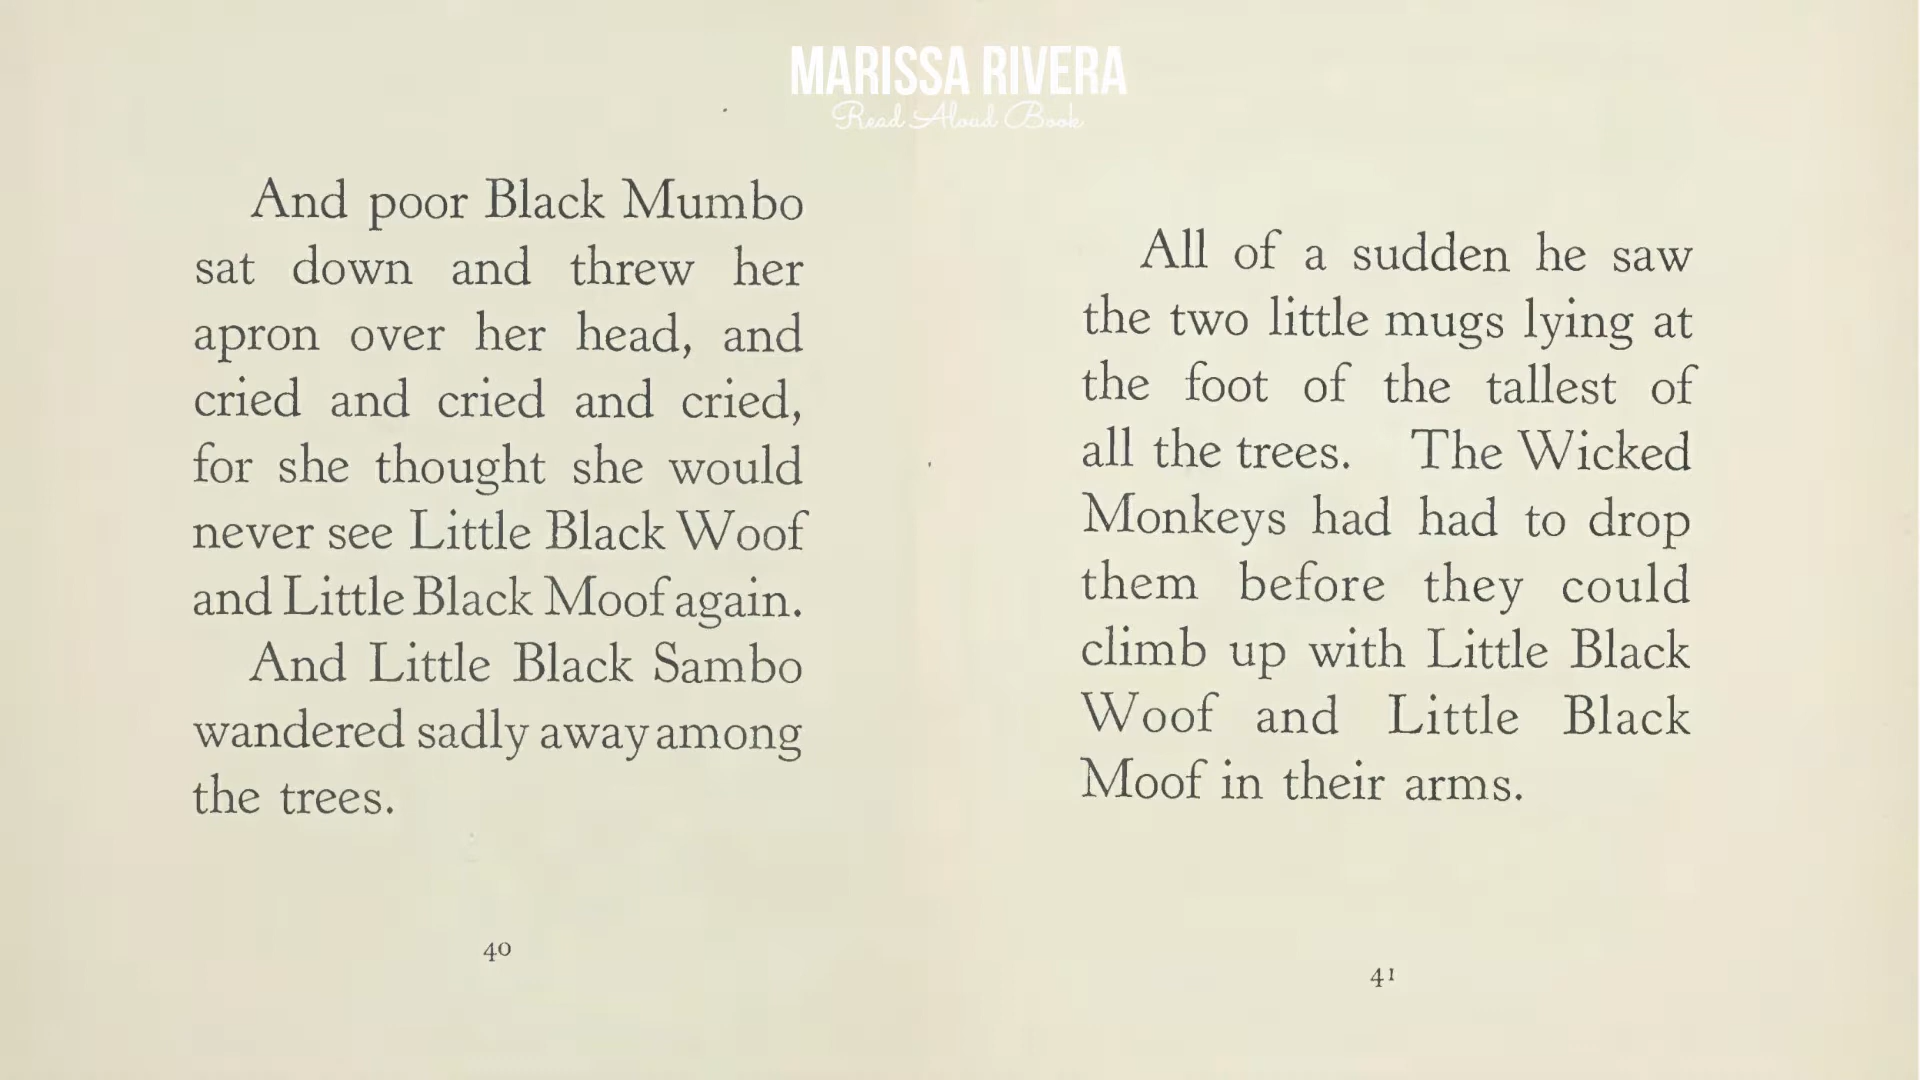 MARISSA RIVERA
Read Aloud Book
And poor Black Mumbo
sat down and threw her
apron over her head, and
cried and cried and cried,
for she thought she would
never see Little Black Woof
and Little Black Moof again.
And Little Black Sambo
wandered sadly away among
the trees.
40
All of a sudden he saw
the two little mugs lying at
the foot of the tallest of
all the trees. The Wicked
Monkeys had had to drop
them before they could
climb up with Little Black
Woof and Little Black
Moof in their arms.
41